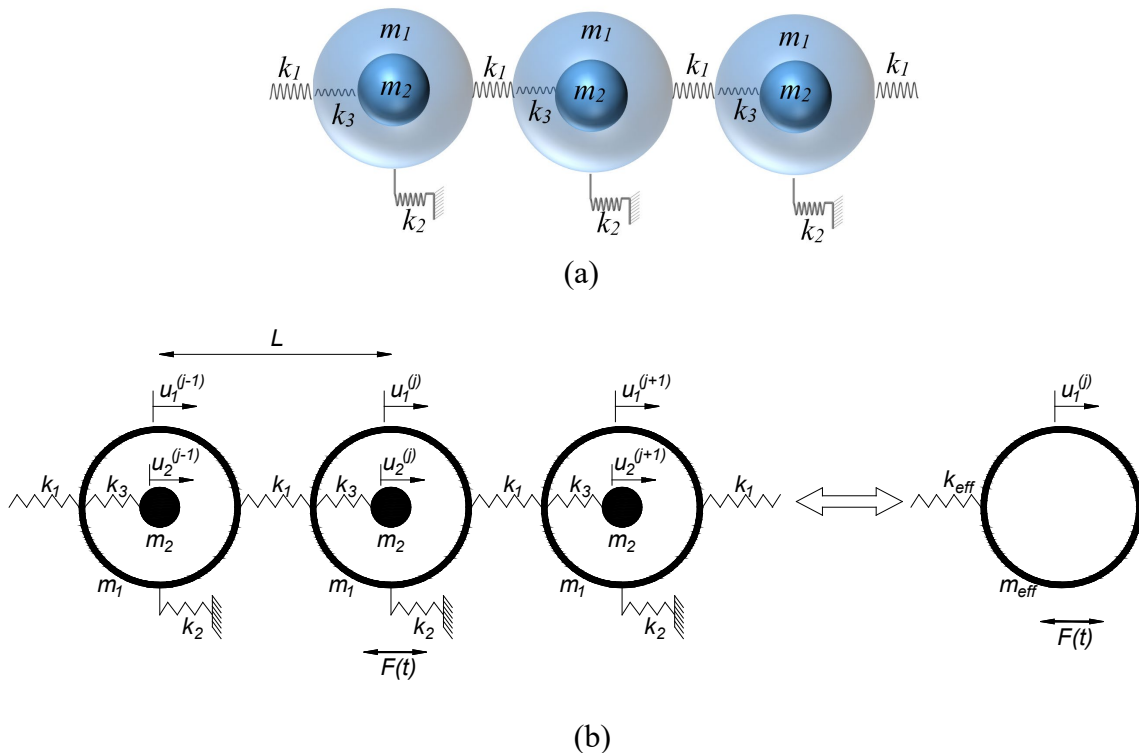 m₁ m₁ m₁
k₁ k₁ k₁ k₁
m₂ m₂ m₂
k₃ k₃ k₃
k₂ k₂ k₂
(a)
L
u₁⁽ʲ⁻¹⁾ u₁⁽ʲ⁾ u₁⁽ʲ⁺¹⁾ u₁⁽ʲ⁾
u₂⁽ʲ⁻¹⁾ u₂⁽ʲ⁾ u₂⁽ʲ⁺¹⁾
k₁ k₃ k₁ k₃ k₁ k₃ k₁ k_eff
m₂ m₂ m₂
m₁ m₁ m₁ m_eff
k₂ k₂ k₂
F(t) F(t)
(b)